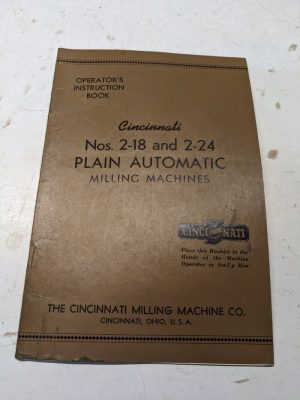 OPERATOR'S
INSTRUCTION
BOOK
Cincinnati
Nos. 2-18 and 2-24
PLAIN AUTOMATIC
MILLING MACHINES
CINCINNATI
Place this Booklet in the
Hands of the Machine
Operator or Set-Up Man
THE CINCINNATI MILLING MACHINE CO.
CINCINNATI, OHIO, U. S. A.